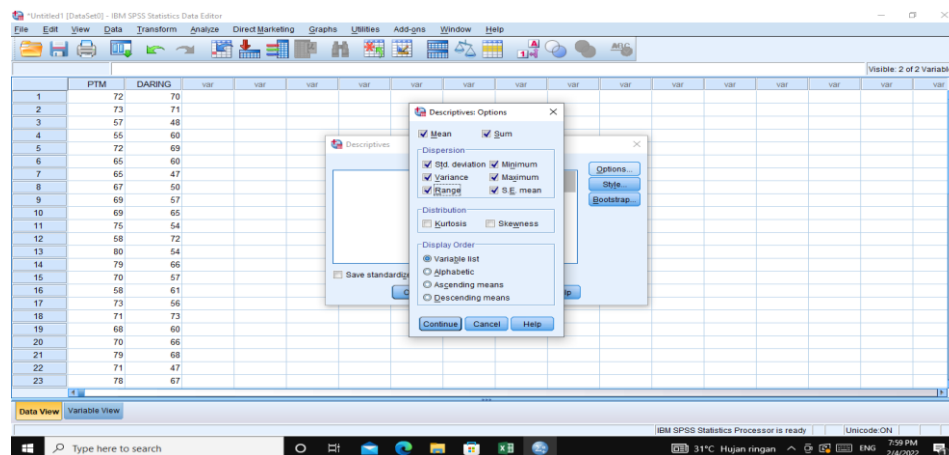 *Untitled1 [DataSet0] - IBM SPSS Statistics Data Editor
File Edit View Data Transform Analyze Direct Marketing Graphs Utilities Add-ons Window Help
Visible: 2 of 2 Variabl
PTM DARING var var var var var var var var var var var var var
1 72 70
2 73 71
3 57 48
4 55 60
5 72 69
6 65 60
7 65 47
8 67 50
9 69 57
10 69 65
11 75 54
12 58 72
13 80 54
14 79 66
15 70 57
16 58 61
17 73 56
18 71 73
19 68 60
20 70 66
21 79 68
22 71 47
23 78 67
Descriptives
Options...
Style...
Bootstrap...
Save standardize
Descriptives: Options
Mean Sum
Dispersion
Std. deviation Minimum
Variance Maximum
Range S.E. mean
Distribution
Kurtosis Skewness
Display Order
Variable list
Alphabetic
Ascending means
Descending means
Continue Cancel Help
Data View Variable View
IBM SPSS Statistics Processor is ready Unicode:ON
Type here to search
31°C Hujan ringan ENG 7:59 PM
2/4/2022